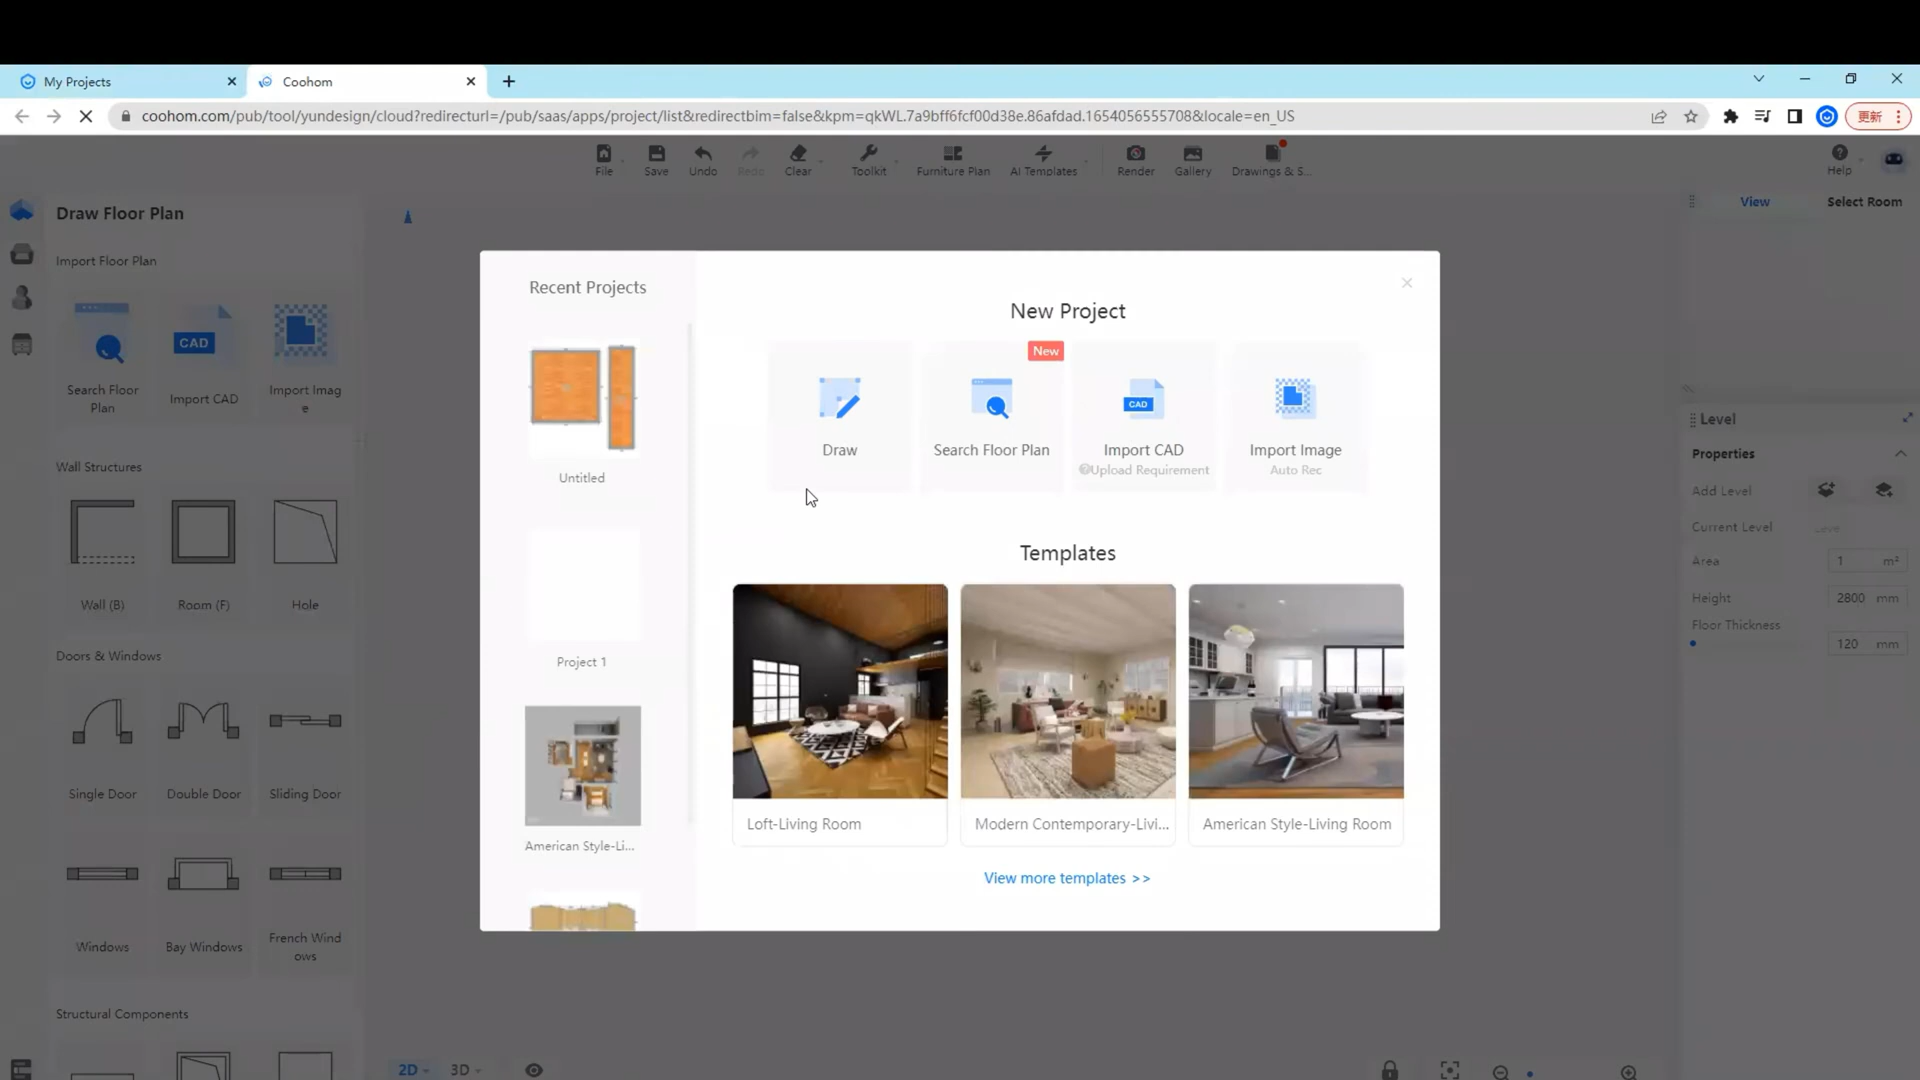 My Projects
Coohom
coohom.com/pub/tool/yundesign/cloud?redirecturl=/pub/saas/apps/project/list&redirectbim=false&kpm=qkWL.7a9bff6fcf00d38e.86afdad.1654056555708&locale=en_US
更新
File
Save
Undo
Redo
Clear
Toolkit
Furniture Plan
AI Templates
Render
Gallery
Drawings & S...
Help
Draw Floor Plan
View
Select Room
Import Floor Plan
CAD
Search Floor
Plan
Import CAD
Import Imag
e
Wall Structures
Wall (B)
Room (F)
Hole
Doors & Windows
Single Door
Double Door
Sliding Door
Windows
Bay Windows
French Wind
ows
Structural Components
2D
3D
Recent Projects
Untitled
Project 1
American Style-Li...
New Project
New
Draw
Search Floor Plan
CAD
Import CAD
Upload Requirement
Import Image
Auto Rec
Templates
Loft-Living Room
Modern Contemporary-Livi...
American Style-Living Room
View more templates >>
Level
Properties
Add Level
Current Level
Area
1 m²
Height
2800 mm
Floor Thickness
120 mm